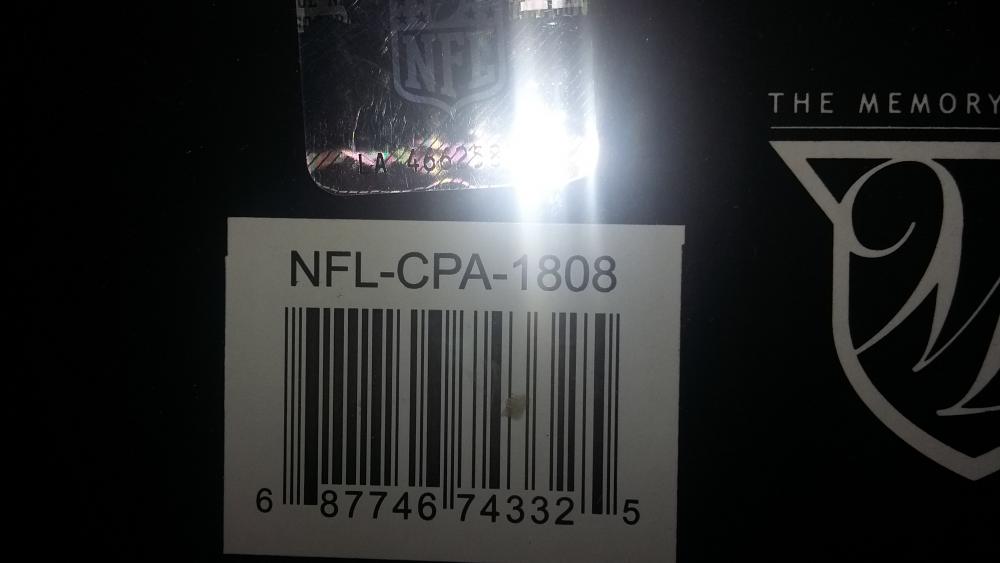 NFL
THE MEMORY
NFL-CPA-1808
6 87746 74332 5